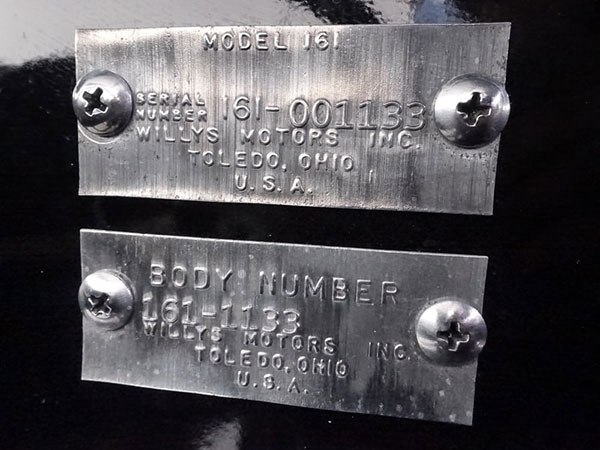 MODEL 161
SERIAL
NUMBER 161-001133
WILLYS MOTORS INC.
TOLEDO, OHIO
U.S.A.
BODY NUMBER
161-1133
WILLYS MOTORS INC.
TOLEDO, OHIO
U.S.A.